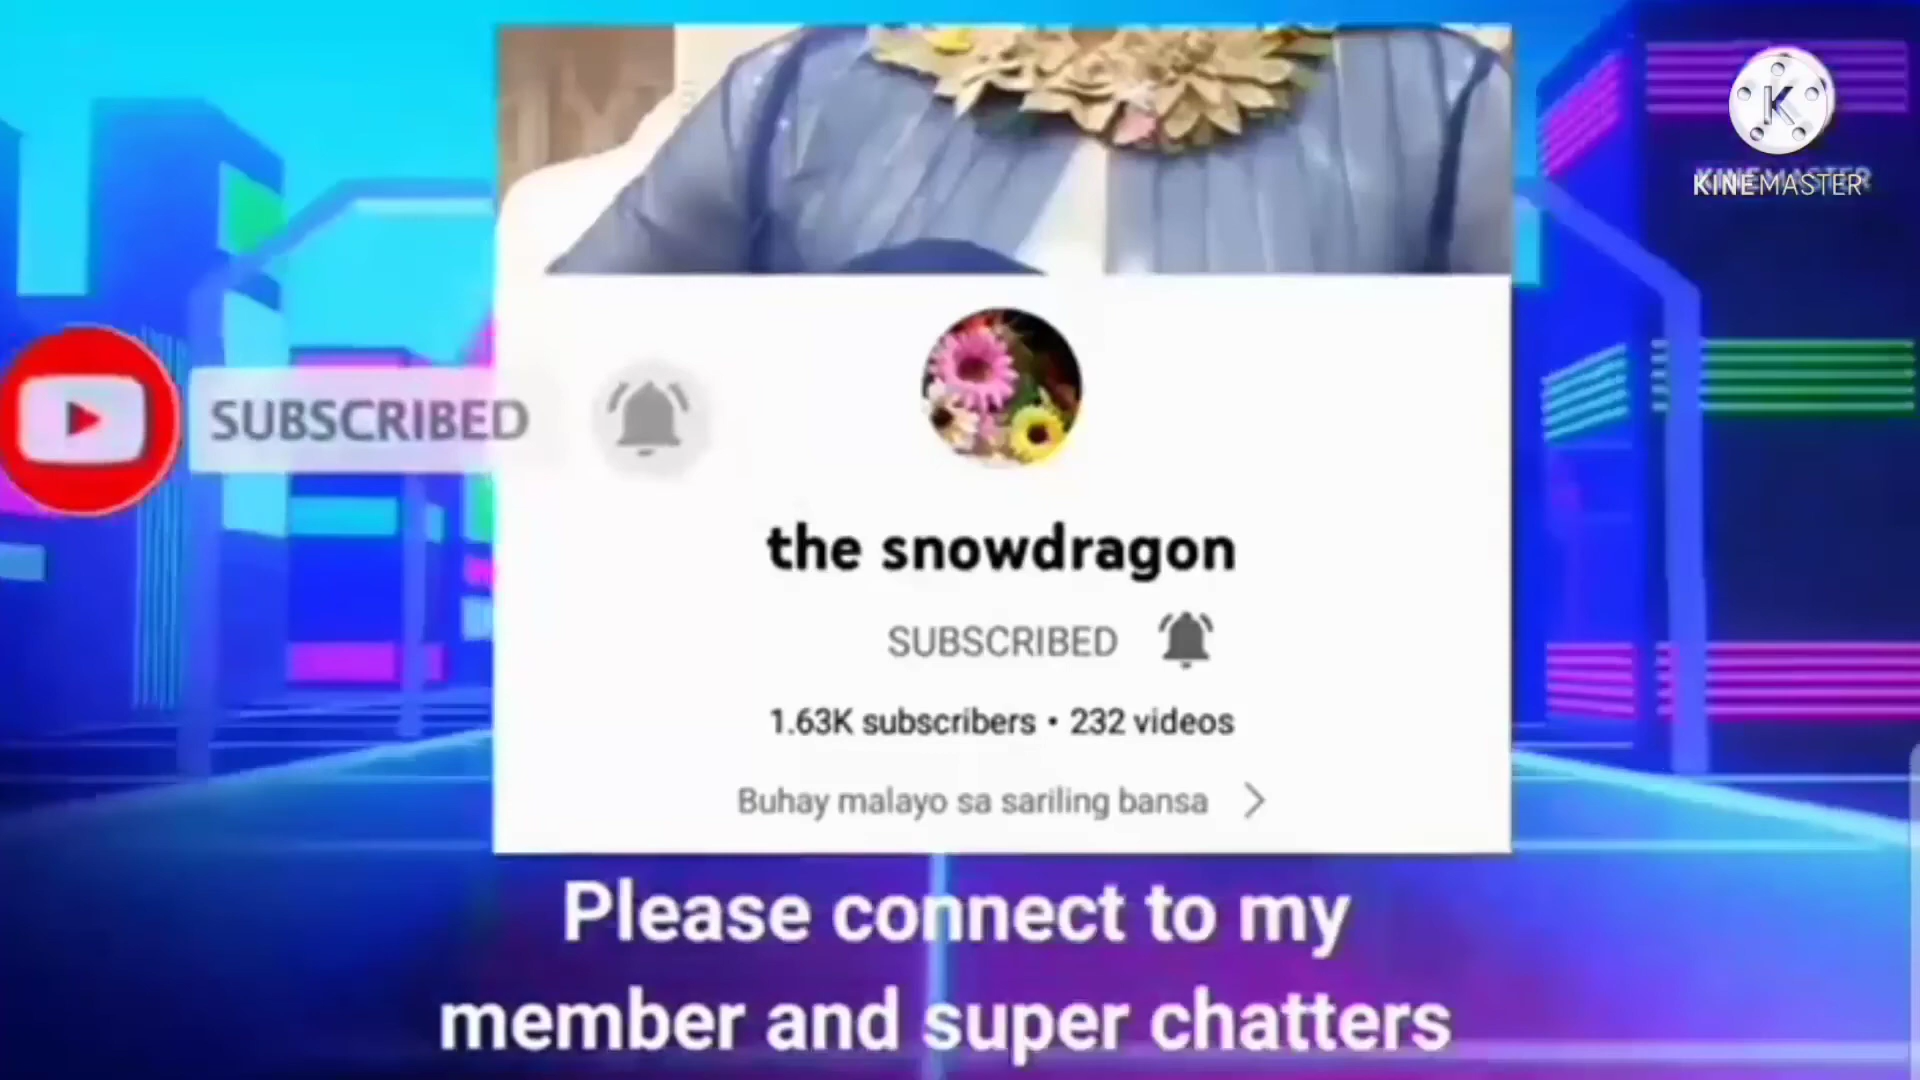 K
KINEMASTER
SUBSCRIBED
the snowdragon
SUBSCRIBED
1.63K subscribers • 232 videos
Buhay malayo sa sariling bansa
Please connect to my
member and super chatters